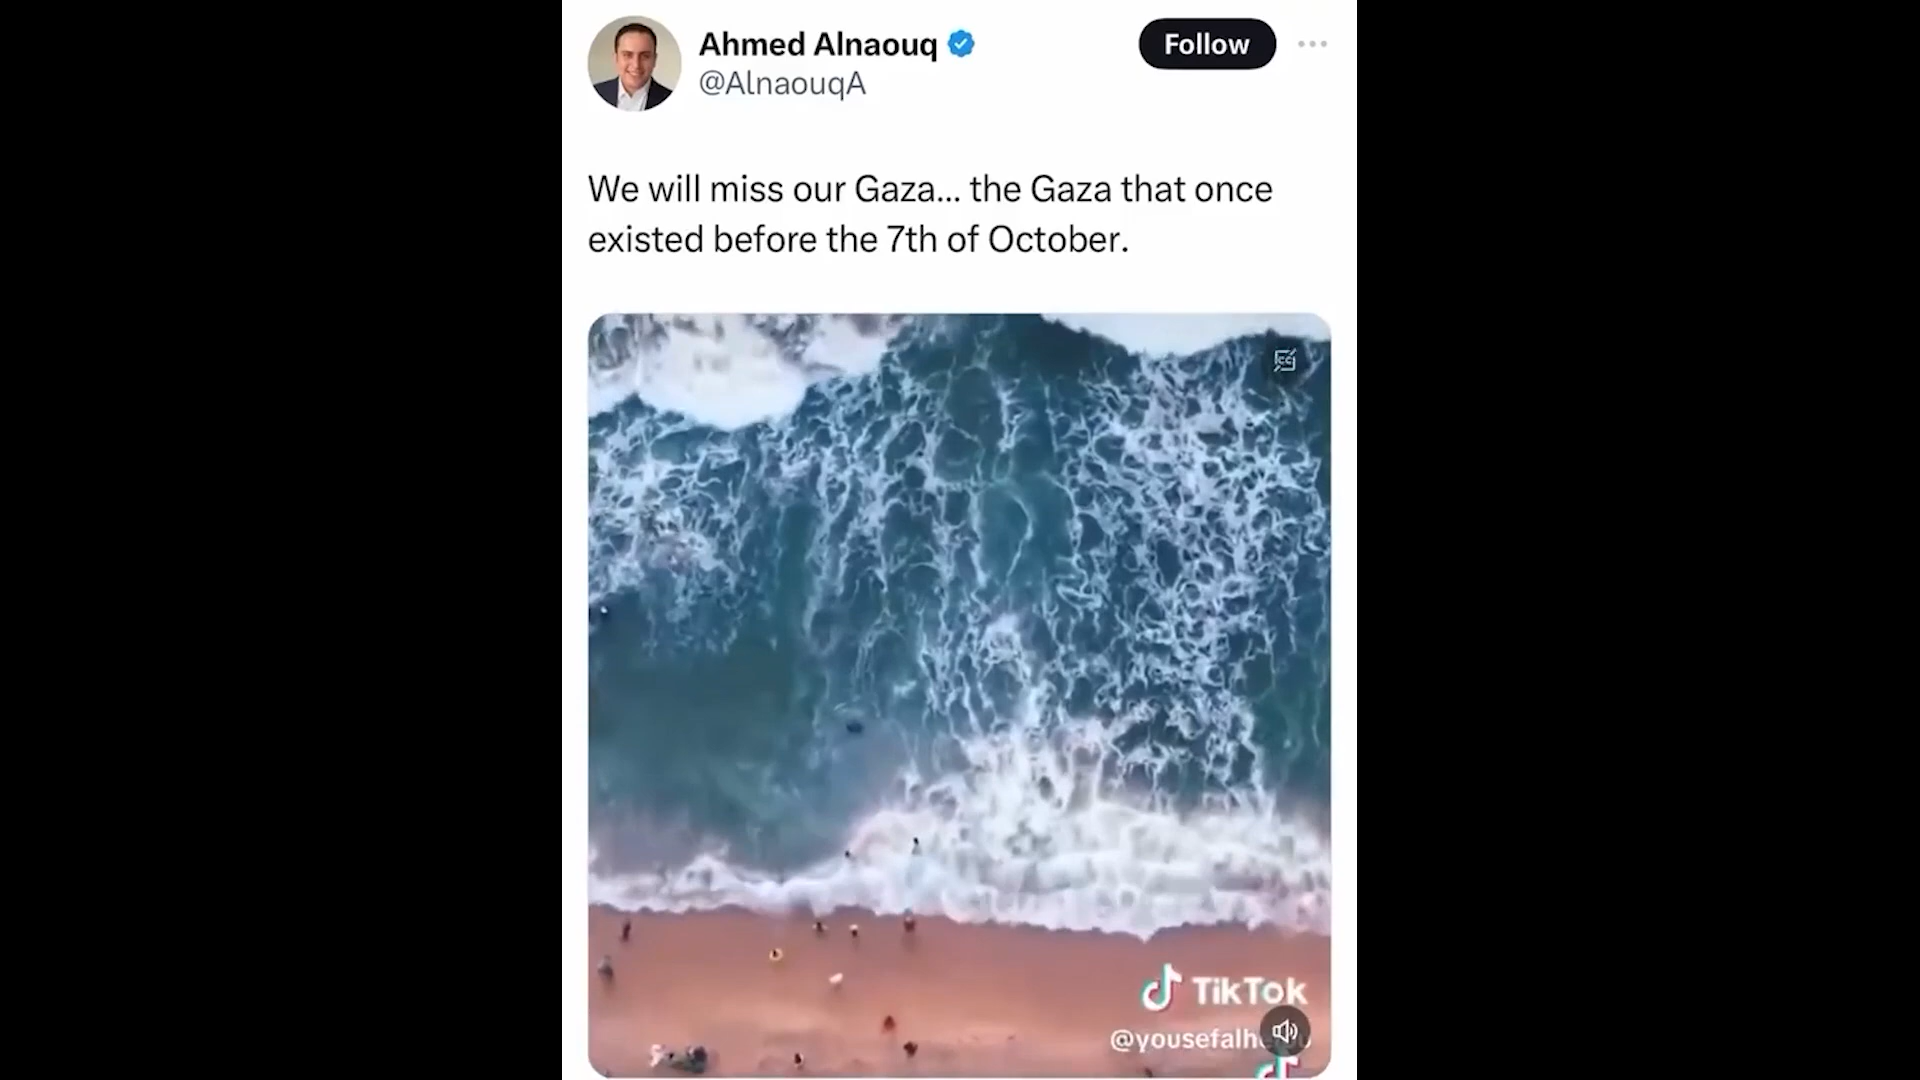 Ahmed Alnaouq
Follow
@AlnaouqA
We will miss our Gaza... the Gaza that once
existed before the 7th of October.
TikTok